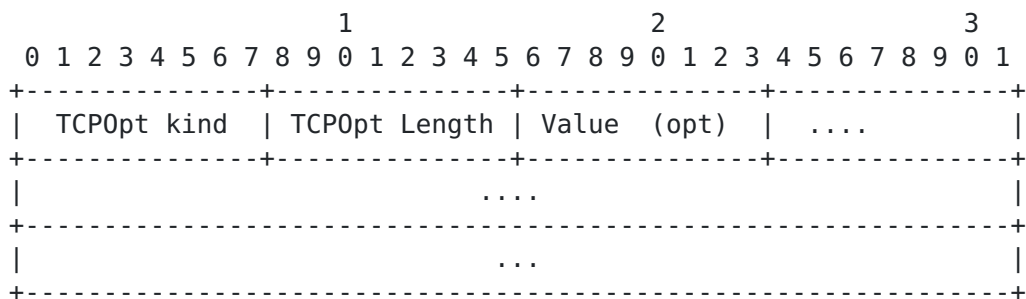 1                   2                   3
 0 1 2 3 4 5 6 7 8 9 0 1 2 3 4 5 6 7 8 9 0 1 2 3 4 5 6 7 8 9 0 1
+---------------+---------------+---------------+---------------+
|  TCPOpt kind  | TCPOpt Length | Value  (opt)  |  ....         |
+---------------+---------------+---------------+---------------+
|                             ....                              |
+---------------------------------------------------------------+
|                              ...                              |
+---------------------------------------------------------------+